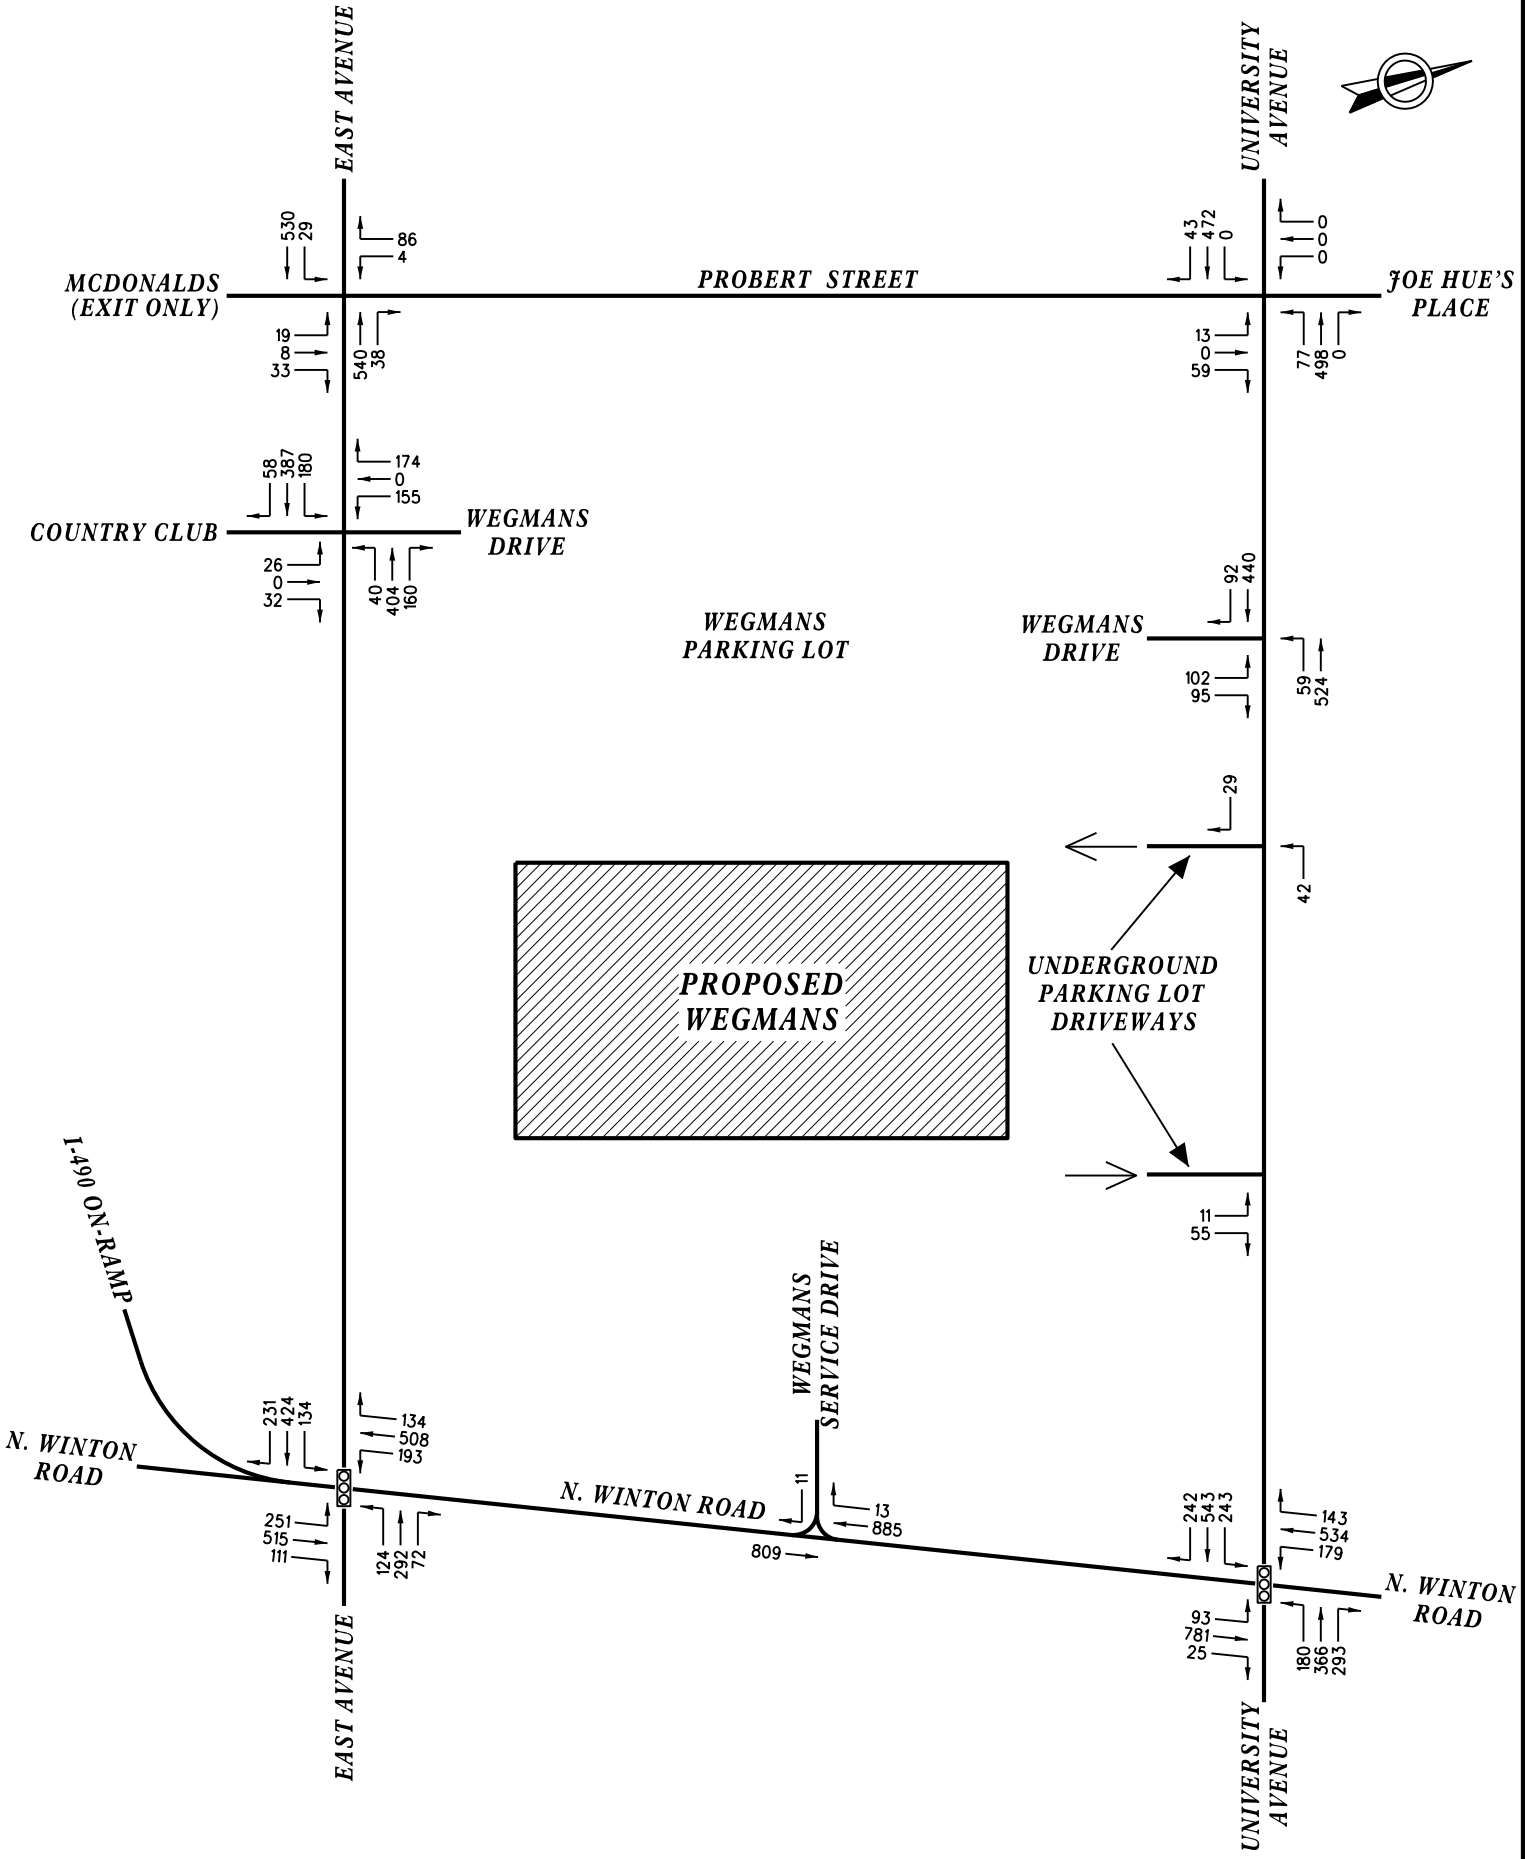 EAST AVENUE
UNIVERSITY
AVENUE
530
29
86
4
43
472
0
0
0
0
MCDONALDS
(EXIT ONLY)
PROBERT STREET
JOE HUE'S
PLACE
19
8
33
540
38
13
0
59
77
498
0
58
387
180
174
0
155
COUNTRY CLUB
WEGMANS
DRIVE
26
0
32
40
404
160
92
440
WEGMANS
PARKING LOT
WEGMANS
DRIVE
102
95
59
524
29
42
PROPOSED
WEGMANS
UNDERGROUND
PARKING LOT
DRIVEWAYS
11
55
I-490 ON-RAMP
WEGMANS
SERVICE DRIVE
231
424
134
134
508
193
N. WINTON
ROAD
251
515
111
124
292
72
N. WINTON ROAD
11
13
885
809
242
543
243
143
534
179
N. WINTON
ROAD
93
781
25
180
366
293
EAST AVENUE
UNIVERSITY
AVENUE